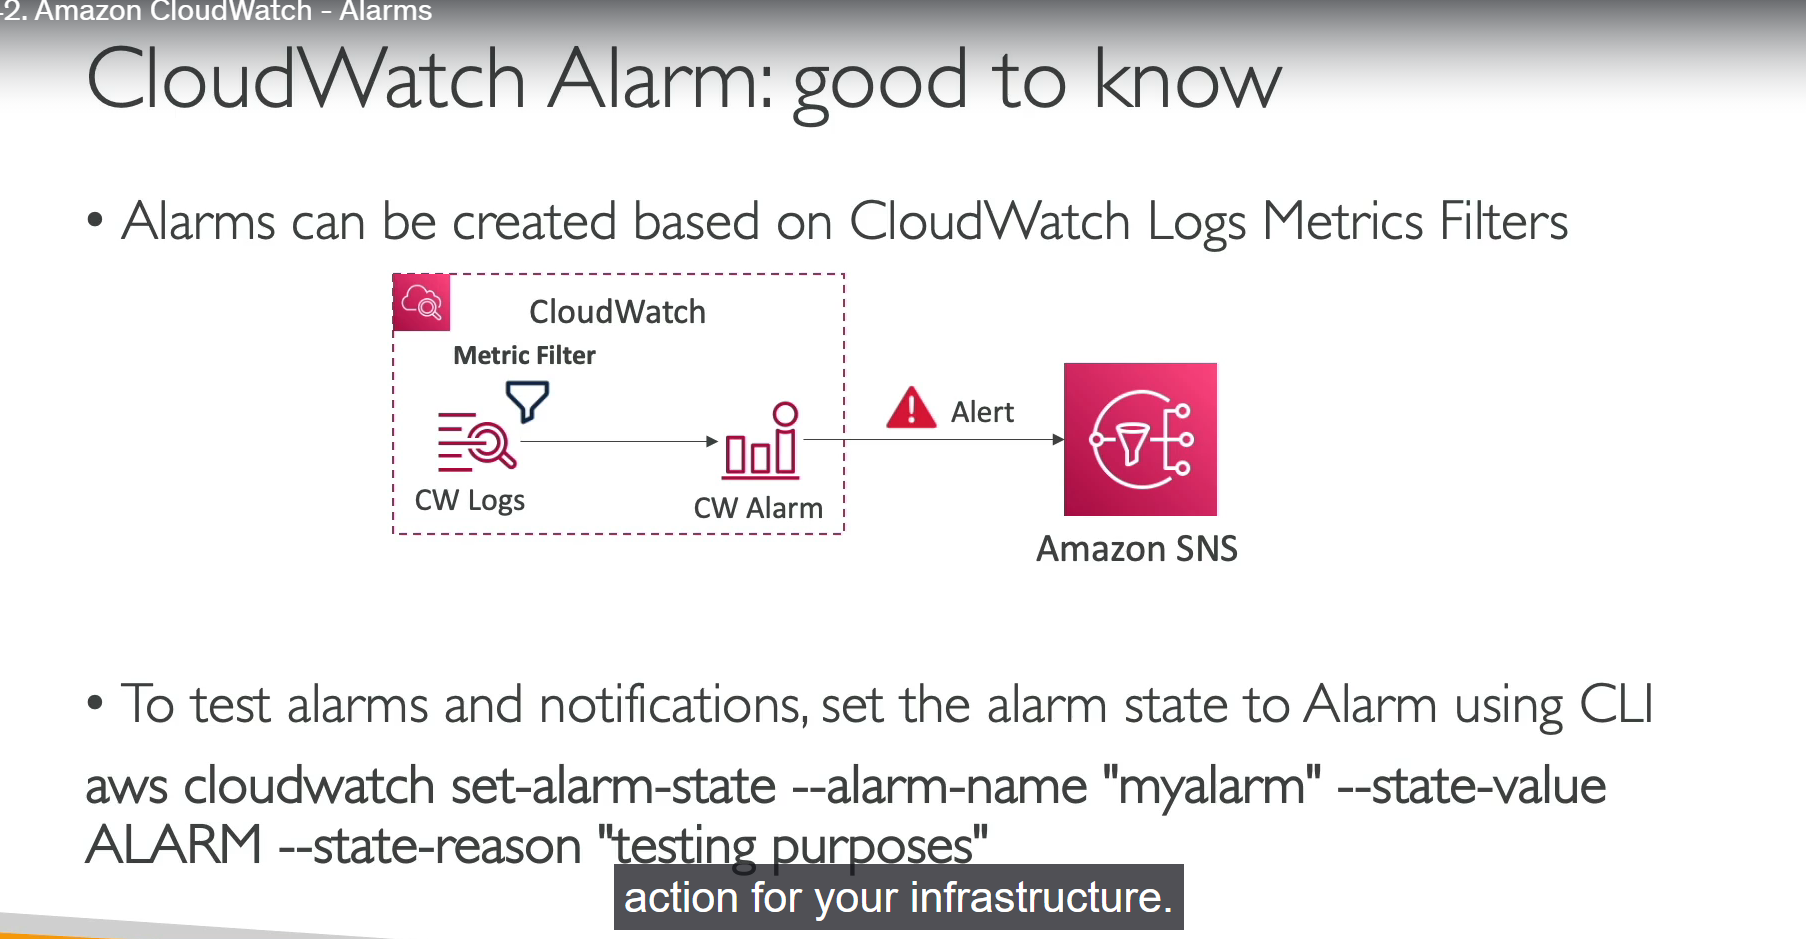 2. Amazon CloudWatch - Alarms
CloudWatch Alarm: good to know
• Alarms can be created based on CloudWatch Logs Metrics Filters
CloudWatch
Metric Filter
Alert
CW Logs
CW Alarm
Amazon SNS
• To test alarms and notifications, set the alarm state to Alarm using CLI
aws cloudwatch set-alarm-state --alarm-name "myalarm" --state-value
ALARM --state-reason "testing purposes"
action for your infrastructure.